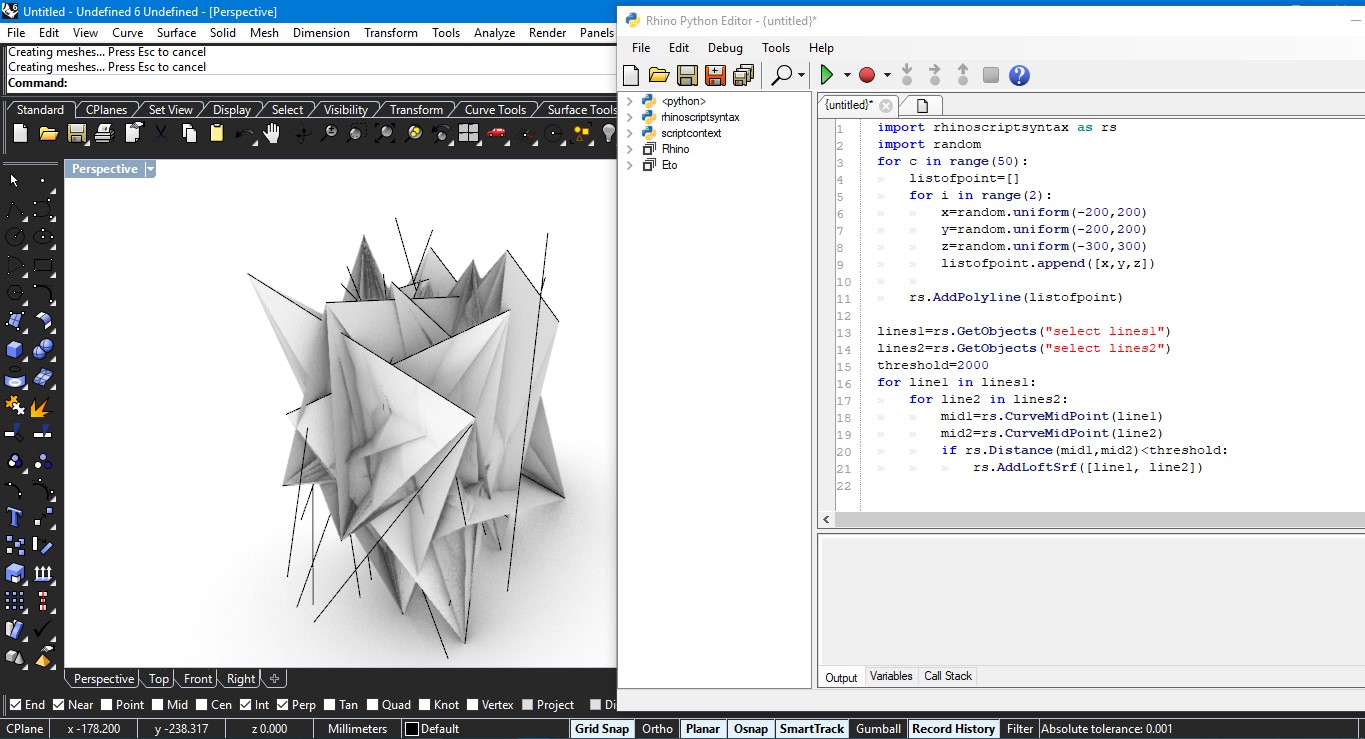 Untitled - Undefined 6 Undefined - [Perspective]
File Edit View Curve Surface Solid Mesh Dimension Transform Tools Analyze Render Panels
Creating meshes... Press Esc to cancel
Creating meshes... Press Esc to cancel
Command:
Standard CPlanes Set View Display Select Visibility Transform Curve Tools Surface Tools
Perspective
Perspective Top Front Right
End Near Point Mid Cen Int Perp Tan Quad Knot Vertex Project Di
CPlane x -178.200 y -238.317 z 0.000 Millimeters Default Grid Snap Ortho Planar Osnap SmartTrack Gumball Record History Filter Absolute tolerance: 0.001
Rhino Python Editor - {untitled}*
File Edit Debug Tools Help
<python>
rhinoscriptsyntax
scriptcontext
Rhino
Eto
{untitled}*
1 import rhinoscriptsyntax as rs
2 import random
3 for c in range(50):
4 listofpoint=[]
5 for i in range(2):
6 x=random.uniform(-200,200)
7 y=random.uniform(-200,200)
8 z=random.uniform(-300,300)
9 listofpoint.append([x,y,z])
10
11 rs.AddPolyline(listofpoint)
12
13 lines1=rs.GetObjects("select lines1")
14 lines2=rs.GetObjects("select lines2")
15 threshold=2000
16 for line1 in lines1:
17 for line2 in lines2:
18 mid1=rs.CurveMidPoint(line1)
19 mid2=rs.CurveMidPoint(line2)
20 if rs.Distance(mid1,mid2)<threshold:
21 rs.AddLoftSrf([line1, line2])
22
Output Variables Call Stack